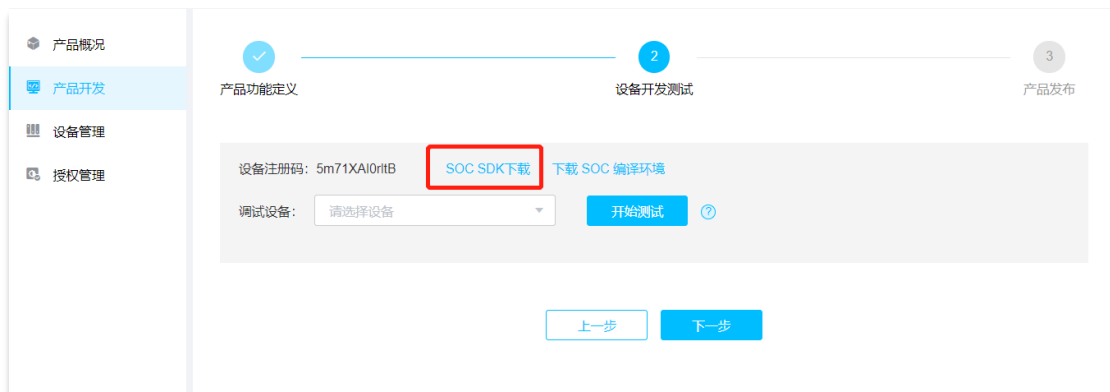 产品概况
产品开发
设备管理
授权管理
2
3
产品功能定义
设备开发测试
产品发布
设备注册码：5m71XAl0rltB SOC SDK下载 下载 SOC 编译环境
调试设备： 请选择设备 开始测试 ?
上一步 下一步